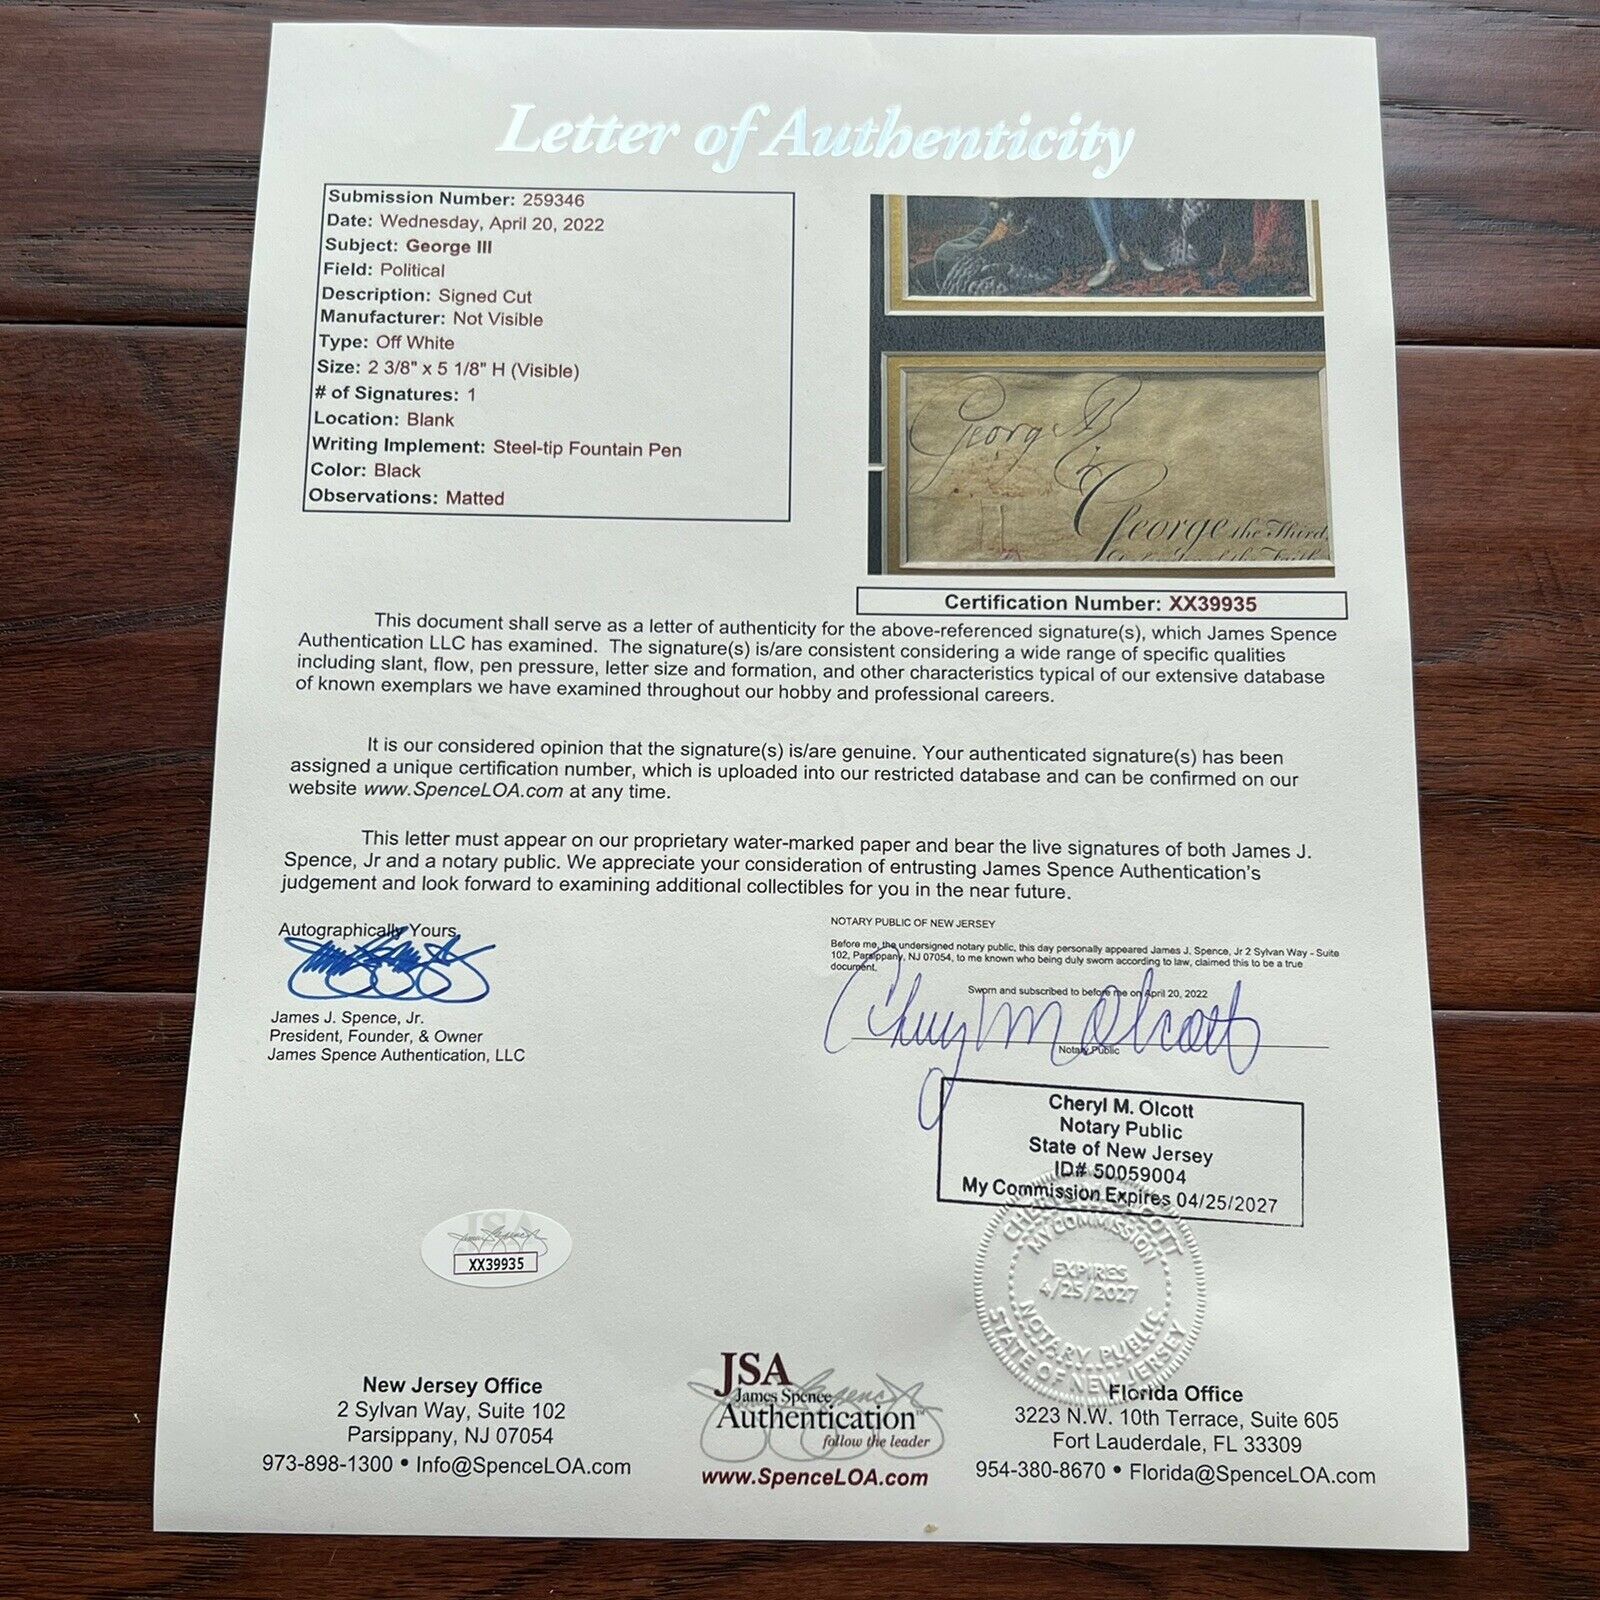 Letter of Authenticity
Submission Number: 259346
Date: Wednesday, April 20, 2022
Subject: George III
Field: Political
Description: Signed Cut
Manufacturer: Not Visible
Type: Off White
Size: 2 3/8" x 5 1/8" H (Visible)
# of Signatures: 1
Location: Blank
Writing Implement: Steel-tip Fountain Pen
Color: Black
Observations: Matted
George R
George the Third,
Certification Number: XX39935
This document shall serve as a letter of authenticity for the above-referenced signature(s), which James Spence
Authentication LLC has examined. The signature(s) is/are consistent considering a wide range of specific qualities
including slant, flow, pen pressure, letter size and formation, and other characteristics typical of our extensive database
of known exemplars we have examined throughout our hobby and professional careers.
It is our considered opinion that the signature(s) is/are genuine. Your authenticated signature(s) has been
assigned a unique certification number, which is uploaded into our restricted database and can be confirmed on our
website www.SpenceLOA.com at any time.
This letter must appear on our proprietary water-marked paper and bear the live signatures of both James J.
Spence, Jr and a notary public. We appreciate your consideration of entrusting James Spence Authentication's
judgement and look forward to examining additional collectibles for you in the near future.
Autographically Yours,
James J. Spence, Jr.
President, Founder, & Owner
James Spence Authentication, LLC
NOTARY PUBLIC OF NEW JERSEY
Before me, the undersigned notary public, this day personally appeared James J. Spence, Jr 2 Sylvan Way - Suite
102, Parsippany, NJ 07054, to me known who being duly sworn according to law, claimed this to be a true
document.
Sworn and subscribed to before me on April 20, 2022
Cheryl M Olcott
Notary Public
Cheryl M. Olcott
Notary Public
State of New Jersey
ID# 50059004
My Commission Expires 04/25/2027
CHERYL M. OLCOTT
MY COMMISSION
EXPIRES
4/25/2027
NOTARY PUBLIC
STATE OF NEW JERSEY
JSA
XX39935
New Jersey Office
2 Sylvan Way, Suite 102
Parsippany, NJ 07054
973-898-1300 • Info@SpenceLOA.com
JSA
James Spence
Authentication™
follow the leader
www.SpenceLOA.com
Florida Office
3223 N.W. 10th Terrace, Suite 605
Fort Lauderdale, FL 33309
954-380-8670 • Florida@SpenceLOA.com